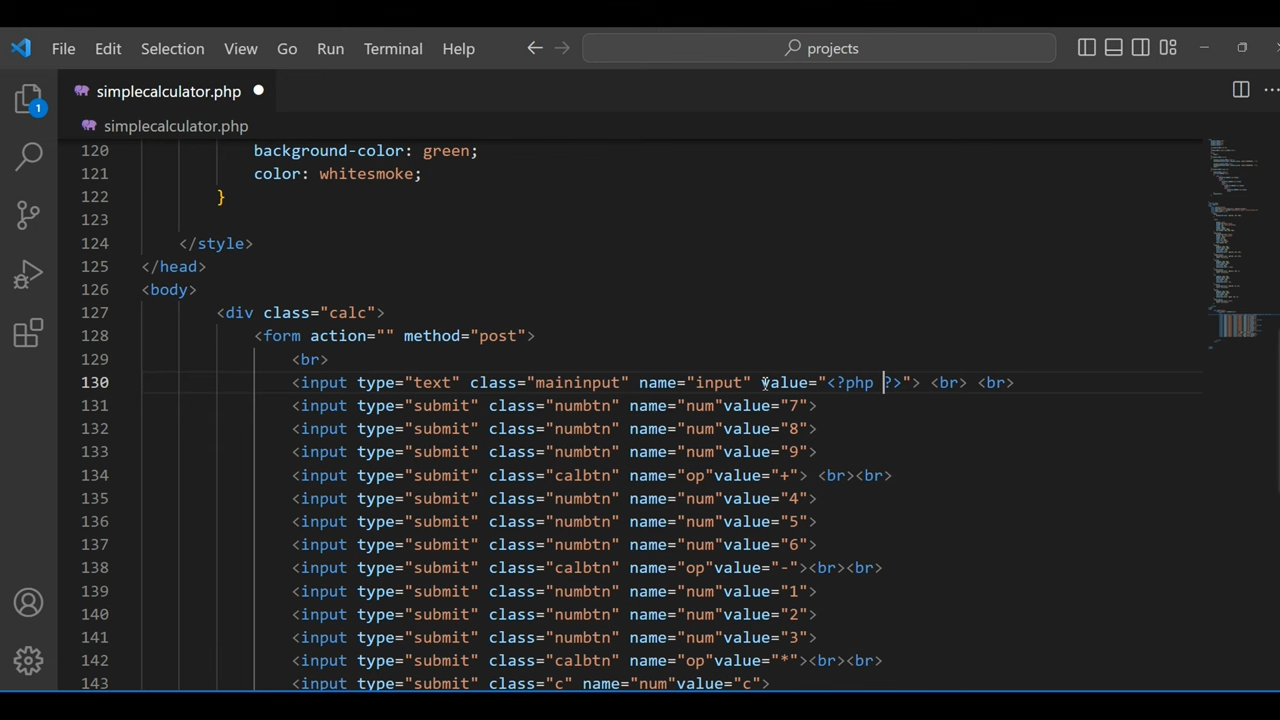 File Edit Selection View Go Run Terminal Help projects
simplecalculator.php
1
simplecalculator.php
120 background-color: green;
121 color: whitesmoke;
122 }
123
124 </style>
125 </head>
126 <body>
127 <div class="calc">
128 <form action="" method="post">
129 <br>
130 <input type="text" class="maininput" name="input" value="<?php ?>"> <br> <br>
131 <input type="submit" class="numbtn" name="num"value="7">
132 <input type="submit" class="numbtn" name="num"value="8">
133 <input type="submit" class="numbtn" name="num"value="9">
134 <input type="submit" class="calbtn" name="op"value="+"> <br><br>
135 <input type="submit" class="numbtn" name="num"value="4">
136 <input type="submit" class="numbtn" name="num"value="5">
137 <input type="submit" class="numbtn" name="num"value="6">
138 <input type="submit" class="calbtn" name="op"value="-"><br><br>
139 <input type="submit" class="numbtn" name="num"value="1">
140 <input type="submit" class="numbtn" name="num"value="2">
141 <input type="submit" class="numbtn" name="num"value="3">
142 <input type="submit" class="calbtn" name="op"value="*"><br><br>
143 <input type="submit" class="c" name="num"value="c">